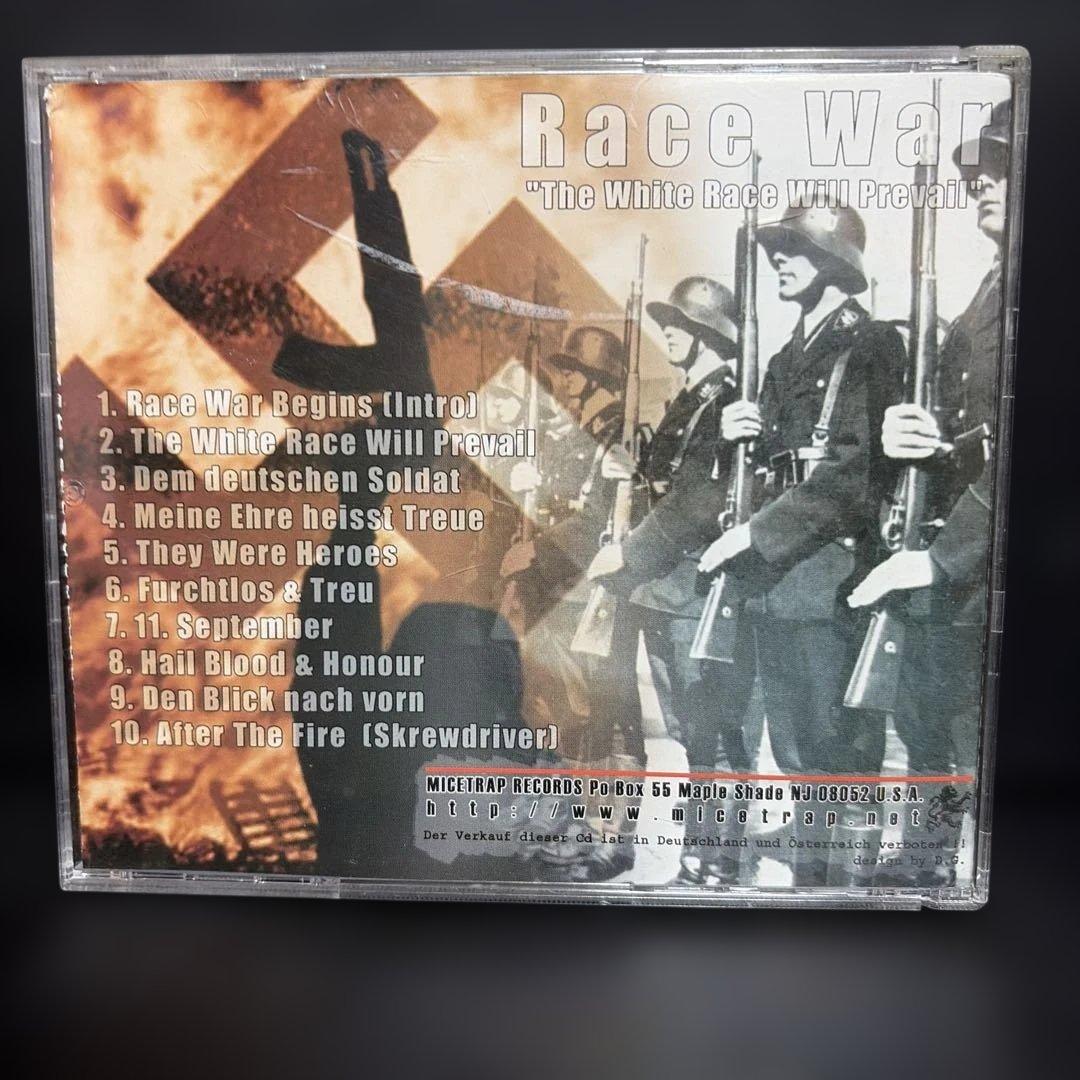 Race War
"The White Race Will Prevail"
1. Race War Begins (Intro)
2. The White Race Will Prevail
3. Dem deutschen Soldat
4. Meine Ehre heisst Treue
5. They Were Heroes
6. Furchtlos & Treu
7. 11. September
8. Hail Blood & Honour
9. Den Blick nach vorn
10. After The Fire (Skrewdriver)
MICETRAP RECORDS Po Box 55 Maple Shade NJ 08052 U.S.A.
http://www.micetrap.net
Der Verkauf dieser Cd ist in Deutschland und Österreich verboten !!
design by D.G.